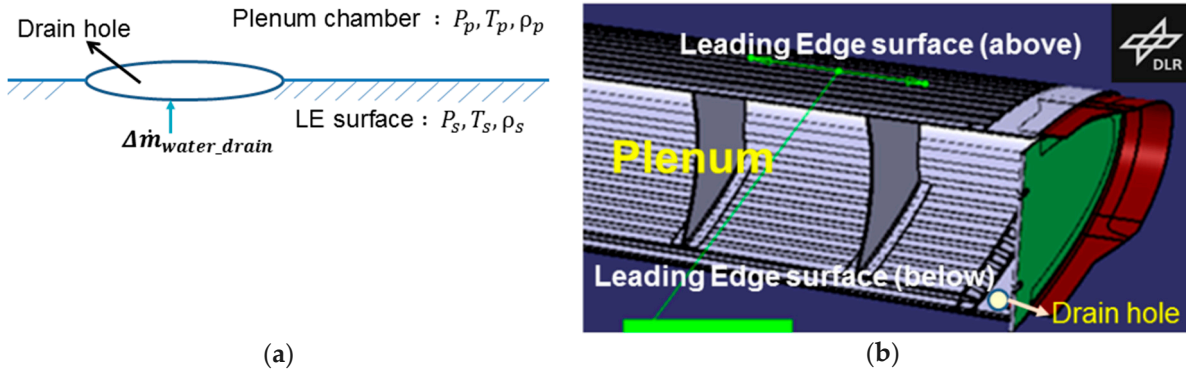 Plenum chamber : Pₚ, Tₚ, ρₚ
Drain hole
LE surface : Pₛ, Tₛ, ρₛ
Δṁwater_drain
(a)
DLR
Leading Edge surface (above)
Plenum
Leading Edge surface (below)
Drain hole
(b)